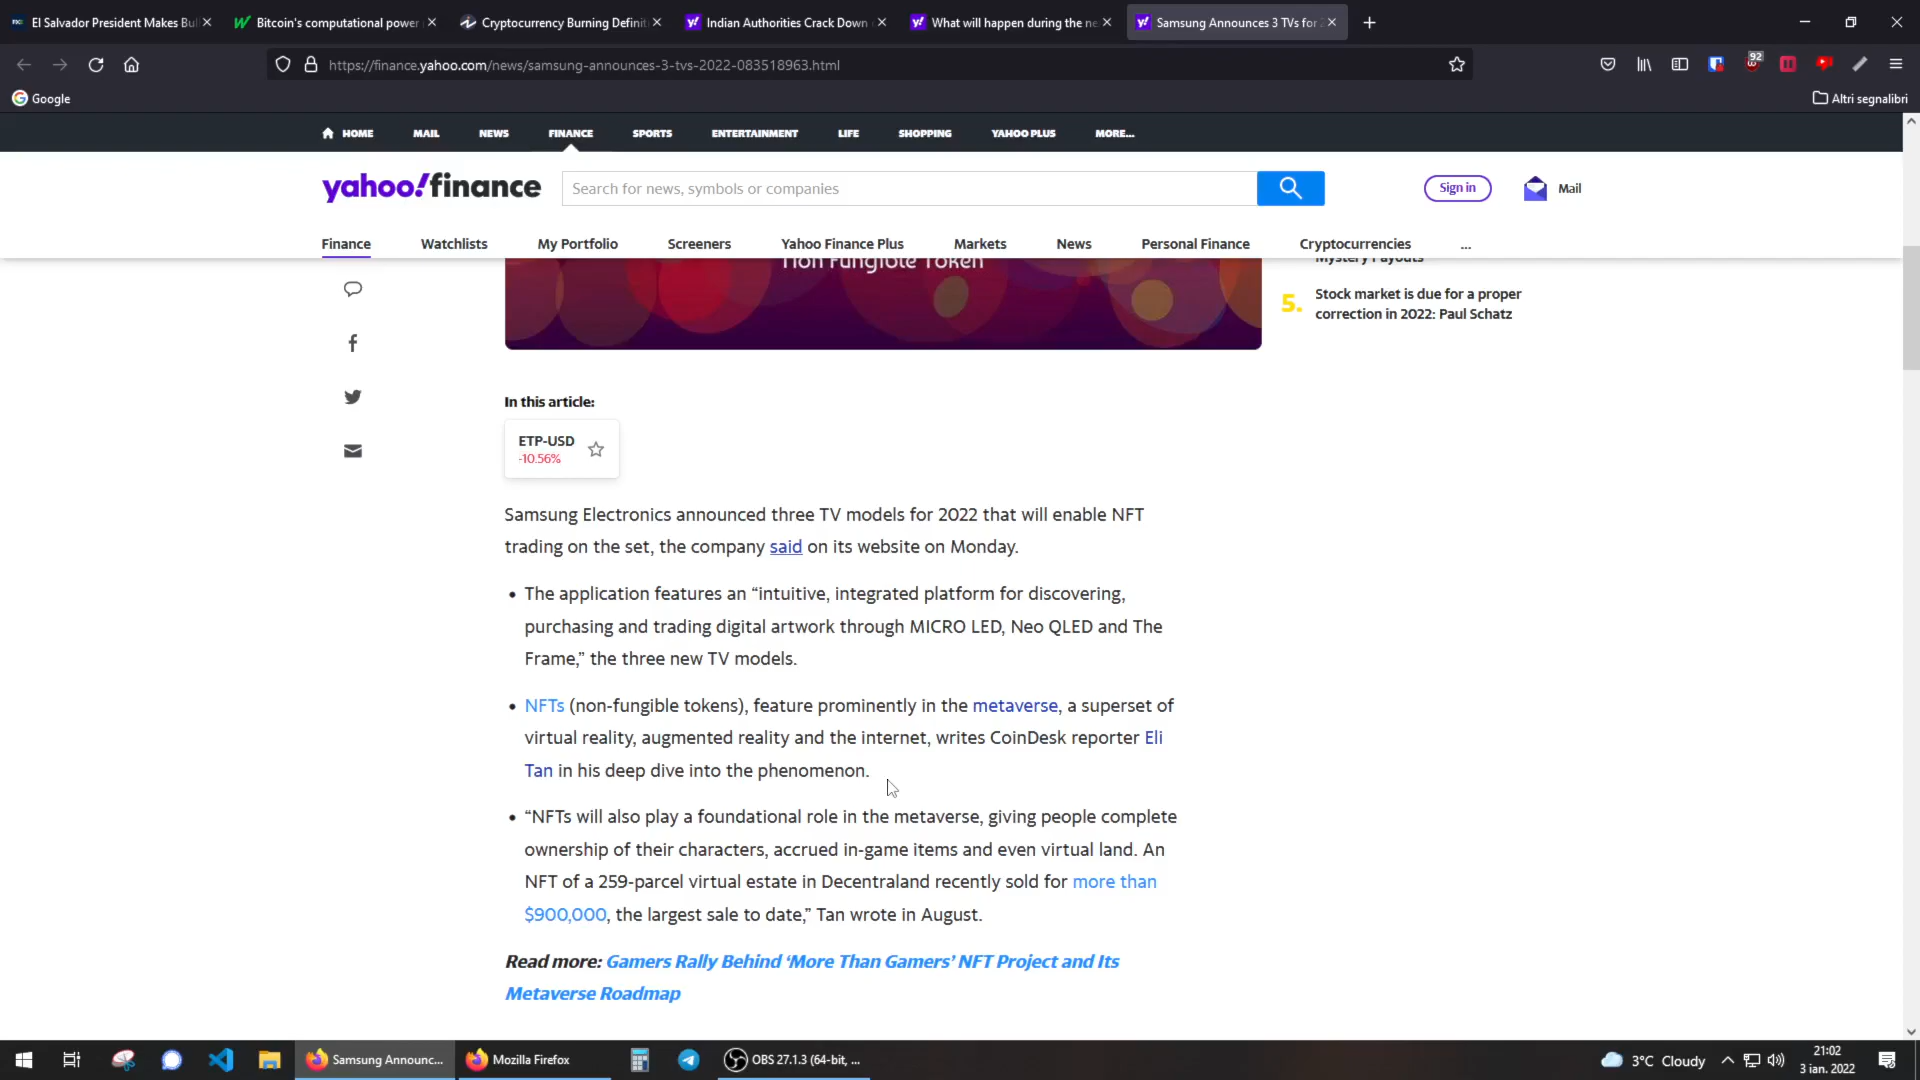 El Salvador President Makes Bul
Bitcoin's computational power
Cryptocurrency Burning Definit
Indian Authorities Crack Down
What will happen during the ne
Samsung Announces 3 TVs for 2
https://finance.yahoo.com/news/samsung-announces-3-tvs-2022-083518963.html
92
Google
Altri segnalibri
HOME MAIL NEWS FINANCE SPORTS ENTERTAINMENT LIFE SHOPPING YAHOO PLUS MORE...
yahoo!finance
Search for news, symbols or companies
Sign in
Mail
Finance Watchlists My Portfolio Screeners Yahoo Finance Plus Markets News Personal Finance Cryptocurrencies ...
Non Fungible Token
Mystery Payouts
5. Stock market is due for a proper
correction in 2022: Paul Schatz
In this article:
ETP-USD
-10.56%
Samsung Electronics announced three TV models for 2022 that will enable NFT
trading on the set, the company said on its website on Monday.
• The application features an “intuitive, integrated platform for discovering,
purchasing and trading digital artwork through MICRO LED, Neo QLED and The
Frame,” the three new TV models.
• NFTs (non-fungible tokens), feature prominently in the metaverse, a superset of
virtual reality, augmented reality and the internet, writes CoinDesk reporter Eli
Tan in his deep dive into the phenomenon.
• “NFTs will also play a foundational role in the metaverse, giving people complete
ownership of their characters, accrued in-game items and even virtual land. An
NFT of a 259-parcel virtual estate in Decentraland recently sold for more than
$900,000, the largest sale to date,” Tan wrote in August.
Read more: Gamers Rally Behind ‘More Than Gamers’ NFT Project and Its
Metaverse Roadmap
Samsung Announc...
Mozilla Firefox
OBS 27.1.3 (64-bit, ...
3°C Cloudy
21:02
3 ian. 2022